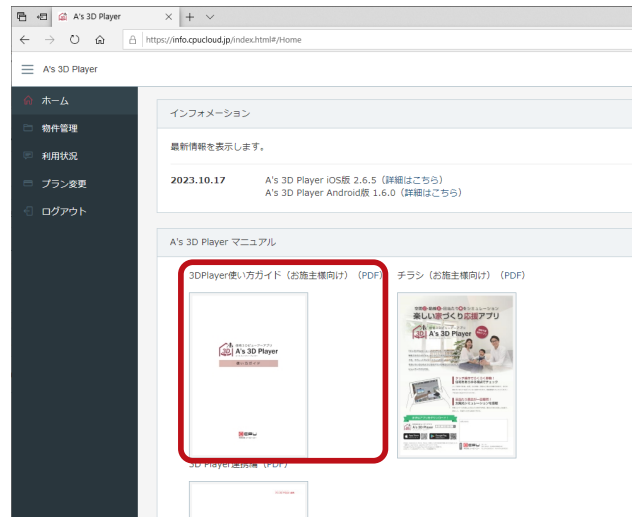 A's 3D Player
https://info.cpucloud.jp/index.html#/Home
A's 3D Player
ホーム
物件管理
利用状況
プラン変更
ログアウト
インフォメーション
最新情報を表示します。
2023.10.17 A's 3D Player iOS版 2.6.5（詳細はこちら）
A's 3D Player Android版 1.6.0（詳細はこちら）
A's 3D Player マニュアル
3DPlayer使い方ガイド（お施主様向け）（PDF）
チラシ（お施主様向け）（PDF）
A's 3D Player
楽しい家づくり応援アプリ
A's 3D Player
A's 3D Player
3D Player連携編（PDF）